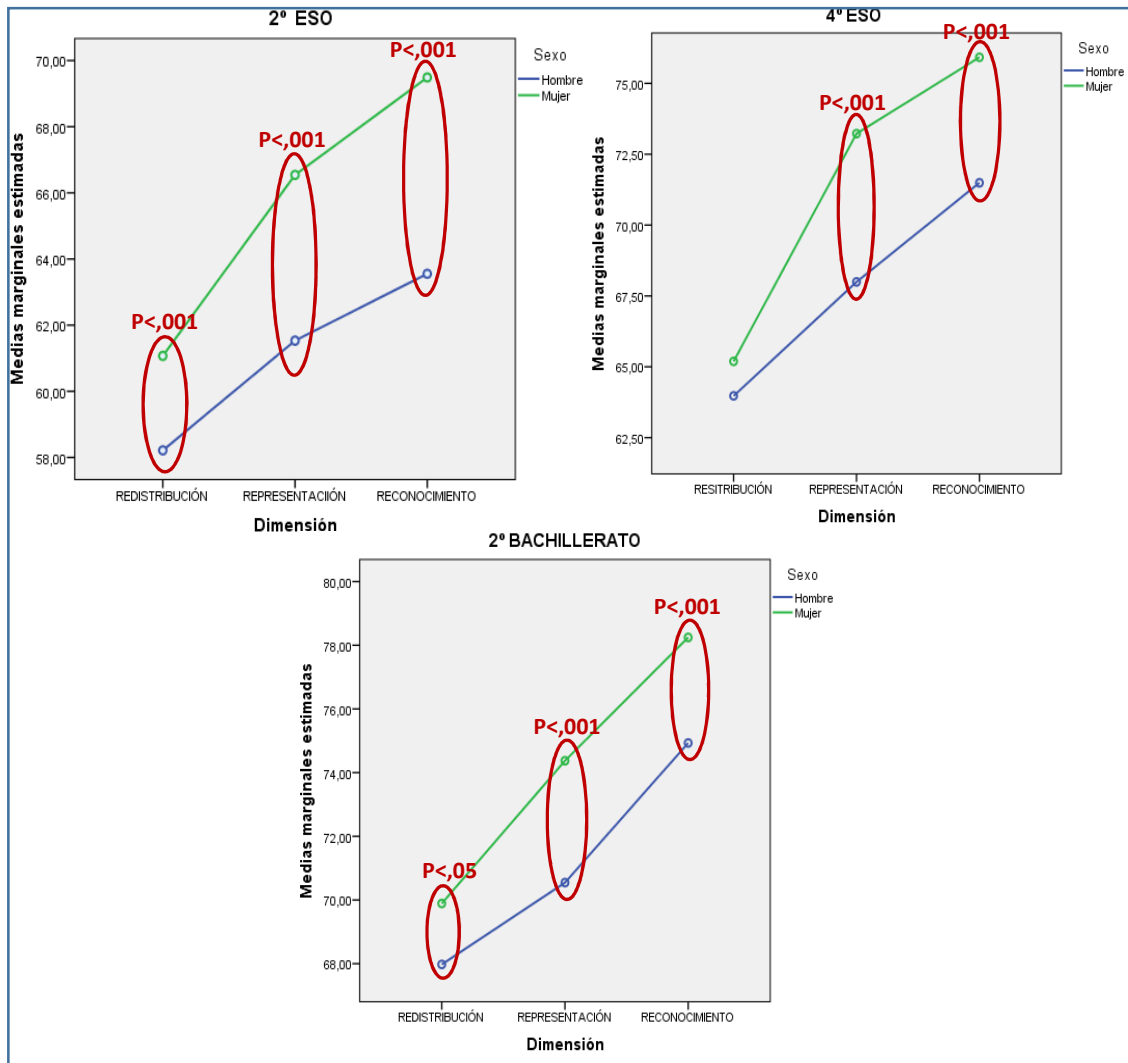 2º ESO
P<,001
P<,001
P<,001
Sexo
Hombre
Mujer
70,00
68,00
66,00
64,00
62,00
60,00
58,00
Medias marginales estimadas
REDISTRIBUCIÓN
REPRESENTACIIÓN
RECONOCIMIENTO
Dimensión
4º ESO
P<,001
P<,001
Sexo
Hombre
Mujer
75,00
72,50
70,00
67,50
65,00
62,50
Medias marginales estimadas
RESITRIBUCIÓN
REPRESENTACIÓN
RECONOCIMIENTO
Dimensión
2º BACHILLERATO
P<,001
P<,001
P<,05
Sexo
Hombre
Mujer
80,00
78,00
76,00
74,00
72,00
70,00
68,00
Medias marginales estimadas
REDISTRIBUCIÓN
REPRESENTACIÓN
RECONOCIMIENTO
Dimensión